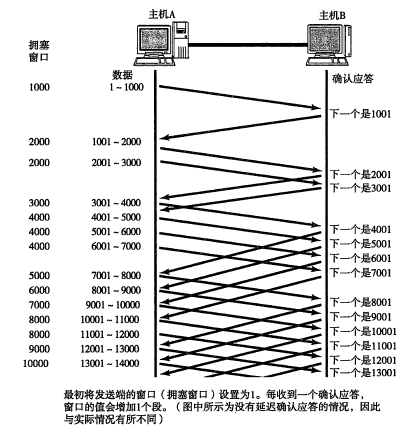 主机A 主机B
拥塞窗口 数据 确认应答
1000 1~1000
下一个是1001
2000 1001~2000
2000 2001~3000
下一个是2001
下一个是3001
3000 3001~4000
4000 4001~5000
下一个是4001
4000 5001~6000
下一个是5001
4000 6001~7000
下一个是6001
下一个是7001
5000 7001~8000
6000 8001~9000
下一个是8001
7000 9001~10000
下一个是9001
8000 10001~11000
下一个是10001
8000 11001~12000
下一个是11001
9000 12001~13000
下一个是12001
10000 13001~14000
下一个是13001
最初将发送端的窗口（拥塞窗口）设置为1。每收到一个确认应答，
窗口的值会增加1个段。（图中所示为没有延迟确认应答的情况，因此
与实际情况有所不同）